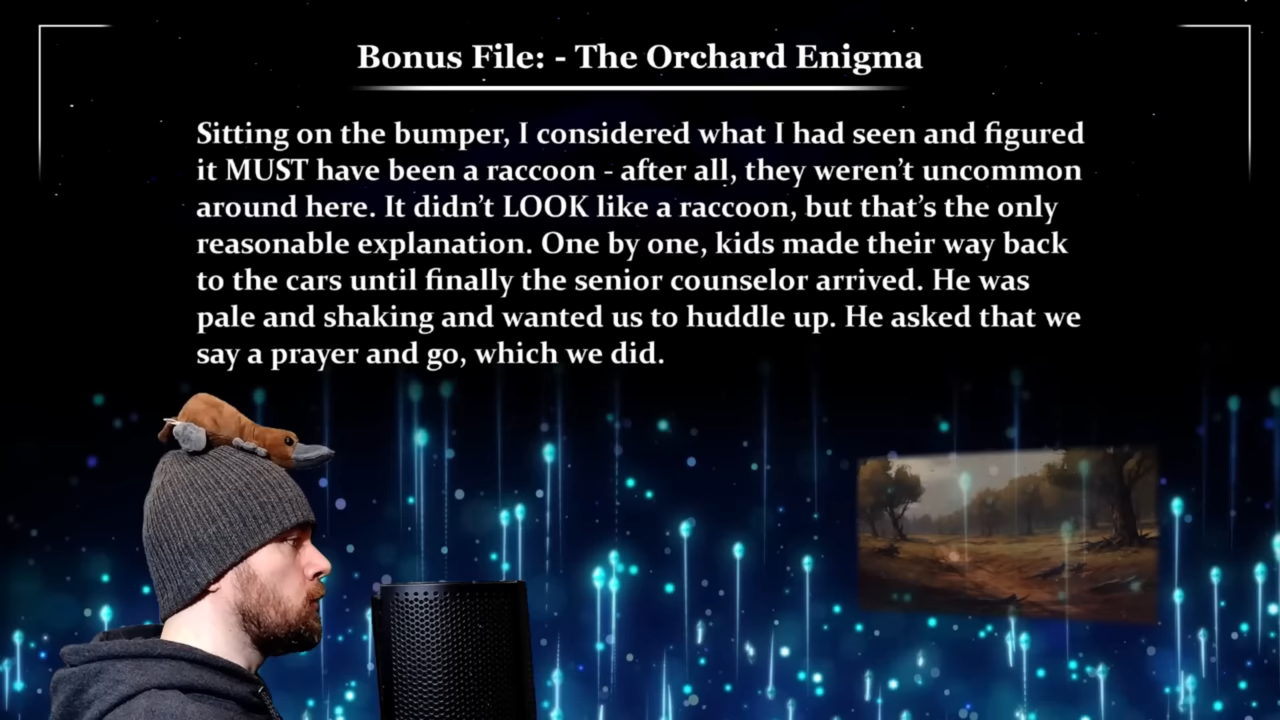 Bonus File: - The Orchard Enigma
Sitting on the bumper, I considered what I had seen and figured
it MUST have been a raccoon - after all, they weren’t uncommon
around here. It didn’t LOOK like a raccoon, but that’s the only
reasonable explanation. One by one, kids made their way back
to the cars until finally the senior counselor arrived. He was
pale and shaking and wanted us to huddle up. He asked that we
say a prayer and go, which we did.